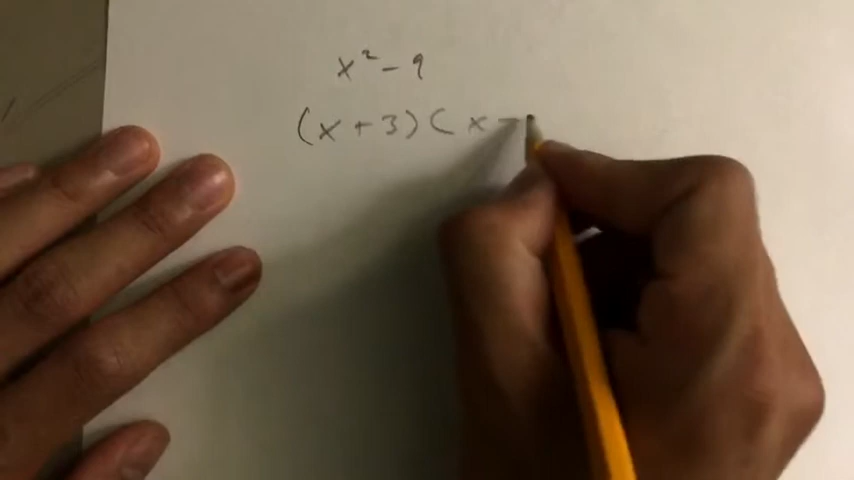 x² - 9
(x + 3) ( x -